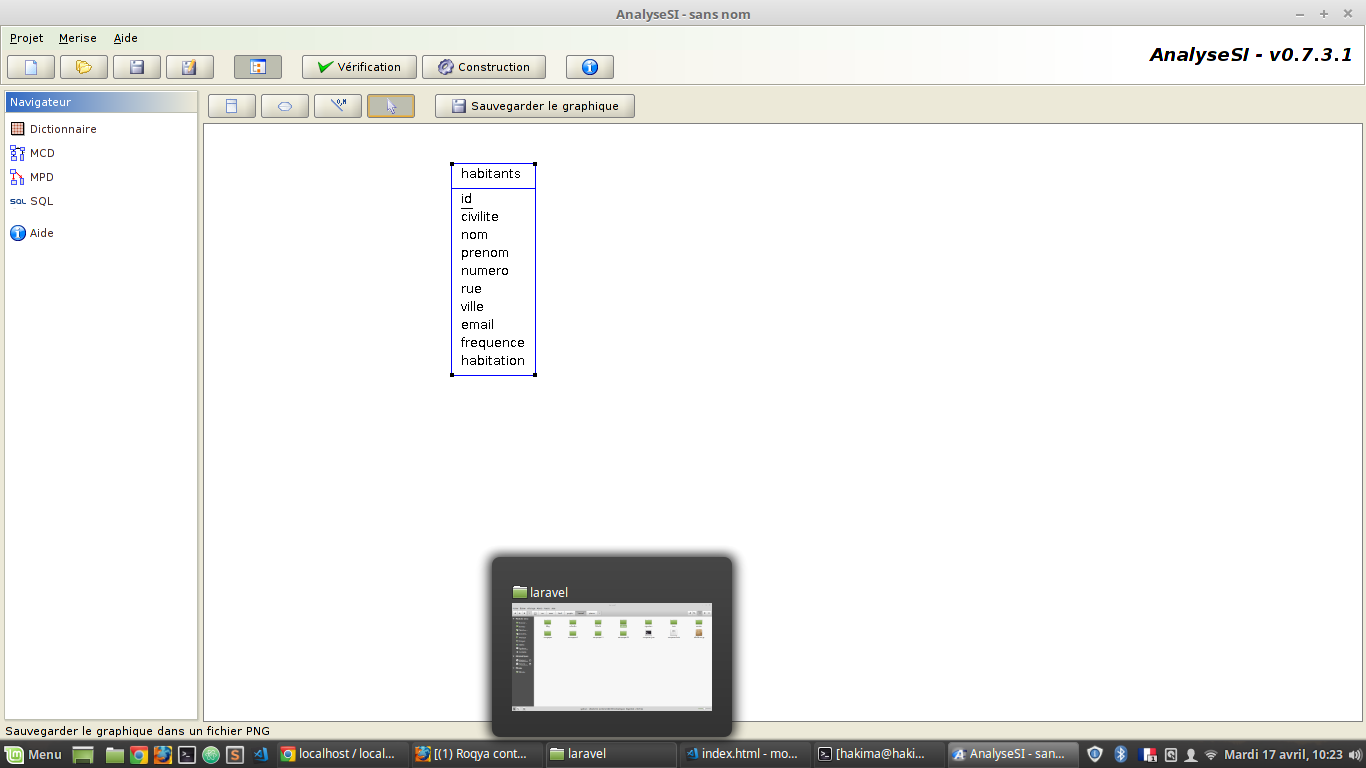 AnalyseSI - sans nom
Projet Merise Aide
Vérification Construction
AnalyseSI - v0.7.3.1
Navigateur
Dictionnaire
MCD
MPD
SQL SQL
Aide
0,N
Sauvegarder le graphique
habitants
id
civilite
nom
prenom
numero
rue
ville
email
frequence
habitation
laravel
Sauvegarder le graphique dans un fichier PNG
Menu localhost / local... [(1) Roqya cont... laravel index.html - mo... [hakima@haki... AnalyseSI - san... Mardi 17 avril, 10:23